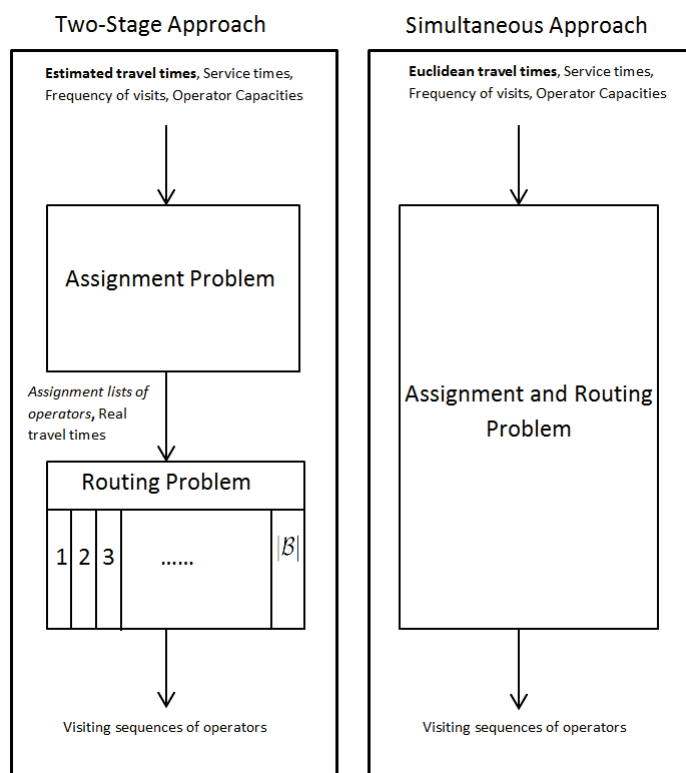 Two-Stage Approach
Estimated travel times, Service times,
Frequency of visits, Operator Capacities
Assignment Problem
Assignment lists of
operators, Real
travel times
Routing Problem
1 2 3 ...... |ℬ|
Visiting sequences of operators
Simultaneous Approach
Euclidean travel times, Service times,
Frequency of visits, Operator Capacities
Assignment and Routing
Problem
Visiting sequences of operators